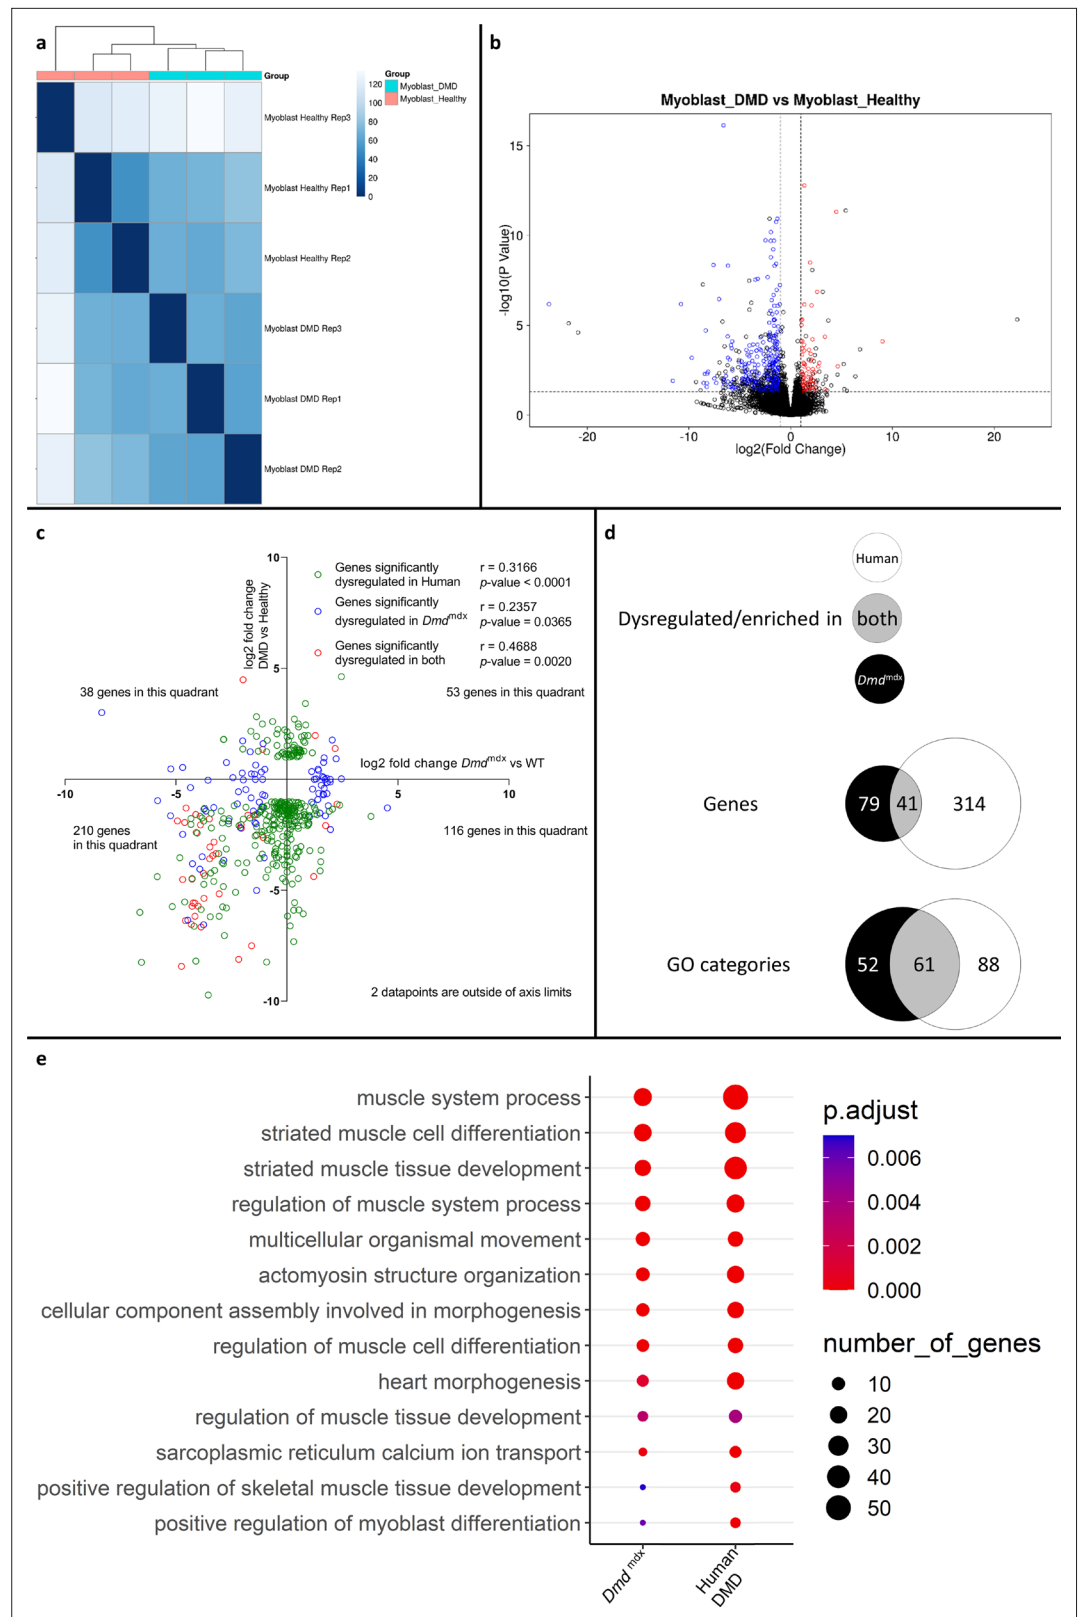 a
Group
120
100
80
60
40
20
0
Group
Myoblast_DMD
Myoblast_Healthy
Myoblast Healthy Rep3
Myoblast Healthy Rep1
Myoblast Healthy Rep2
Myoblast DMD Rep3
Myoblast DMD Rep1
Myoblast DMD Rep2
b
Myoblast_DMD vs Myoblast_Healthy
-log10(P Value)
15
10
5
0
-20
-10
0
10
20
log2(Fold Change)
c
10
5
-5
-10
-10
-5
5
10
log2 fold change
DMD vs Healthy
Genes significantly
dysregulated in Human
r = 0.3166
p-value < 0.0001
Genes significantly
dysregulated in Dmdmdx
r = 0.2357
p-value = 0.0365
Genes significantly
dysregulated in both
r = 0.4688
p-value = 0.0020
38 genes in this quadrant
53 genes in this quadrant
log2 fold change Dmdmdx vs WT
210 genes
in this quadrant
116 genes in this quadrant
2 datapoints are outside of axis limits
d
Human
Dysregulated/enriched in both
Dmdmdx
Genes
79
41
314
GO categories
52
61
88
e
muscle system process
striated muscle cell differentiation
striated muscle tissue development
regulation of muscle system process
multicellular organismal movement
actomyosin structure organization
cellular component assembly involved in morphogenesis
regulation of muscle cell differentiation
heart morphogenesis
regulation of muscle tissue development
sarcoplasmic reticulum calcium ion transport
positive regulation of skeletal muscle tissue development
positive regulation of myoblast differentiation
Dmd mdx
Human
DMD
p.adjust
0.006
0.004
0.002
0.000
number_of_genes
10
20
30
40
50